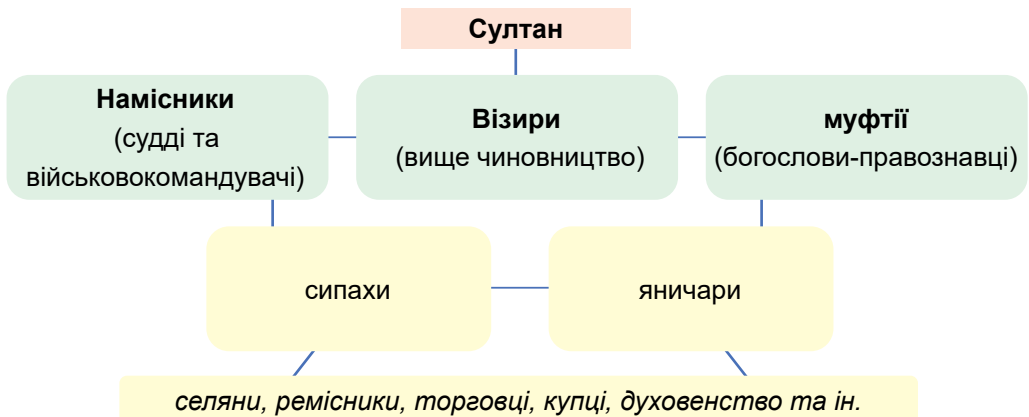 Султан
Намісники
(судді та
військовокомандувачі)
Візири
(вище чиновництво)
муфтії
(богослови-правознавці)
сипахи
яничари
селяни, ремісники, торговці, купці, духовенство та ін.